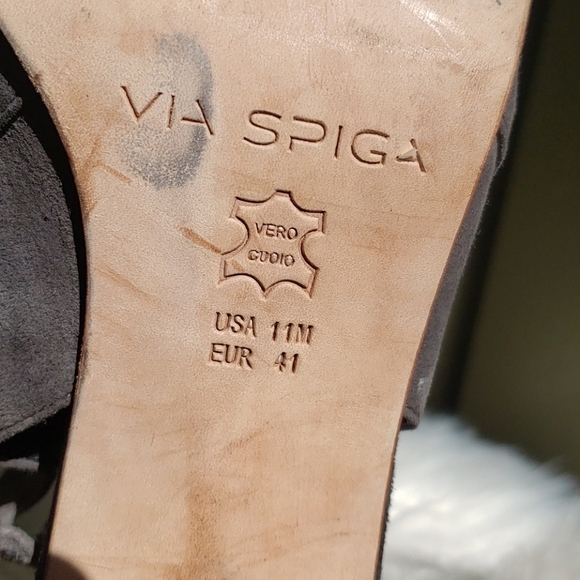 VIA SPIGA
VERO
CUOIO
USA 11M
EUR 41